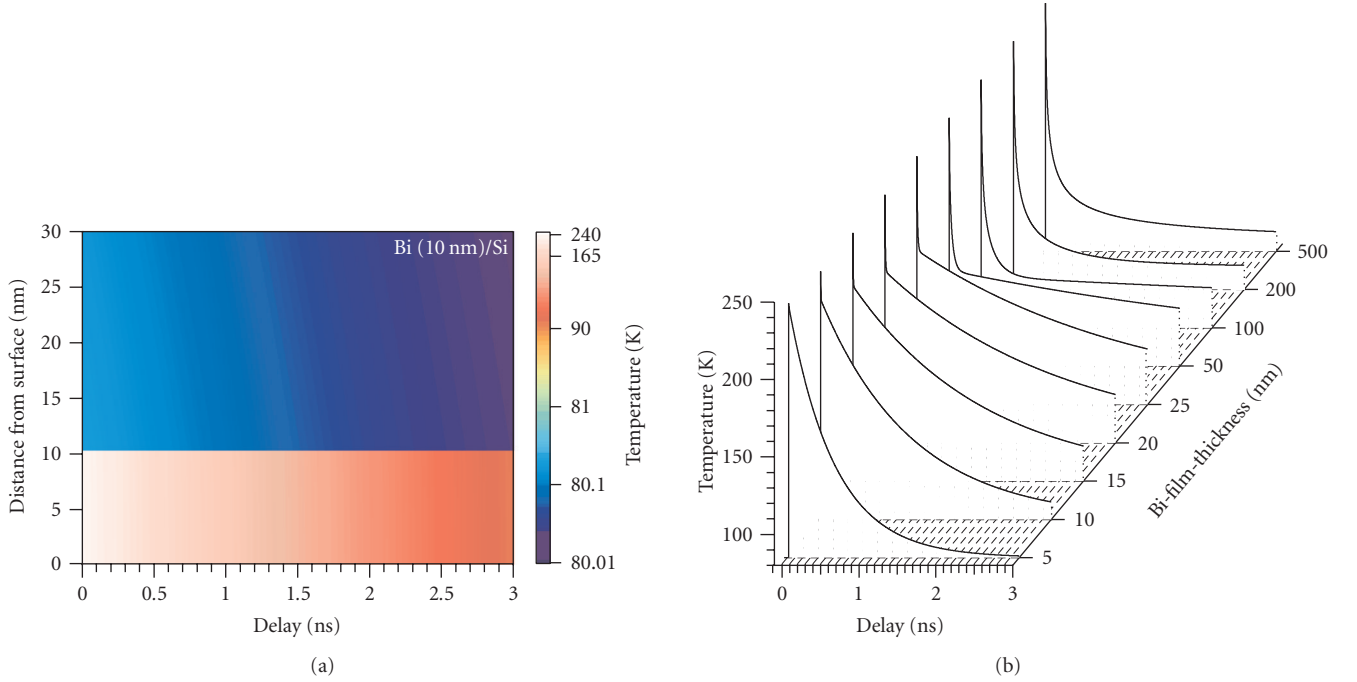 Bi (10 nm)/Si
30
25
20
15
10
5
0
Distance from surface (nm)
0 0.5 1 1.5 2 2.5 3
Delay (ns)
240
165
90
81
80.1
80.01
Temperature (K)
(a)
250
200
150
100
Temperature (K)
0 1 2 3
Delay (ns)
500
200
100
50
25
20
15
10
5
Bi-film-thickness (nm)
(b)